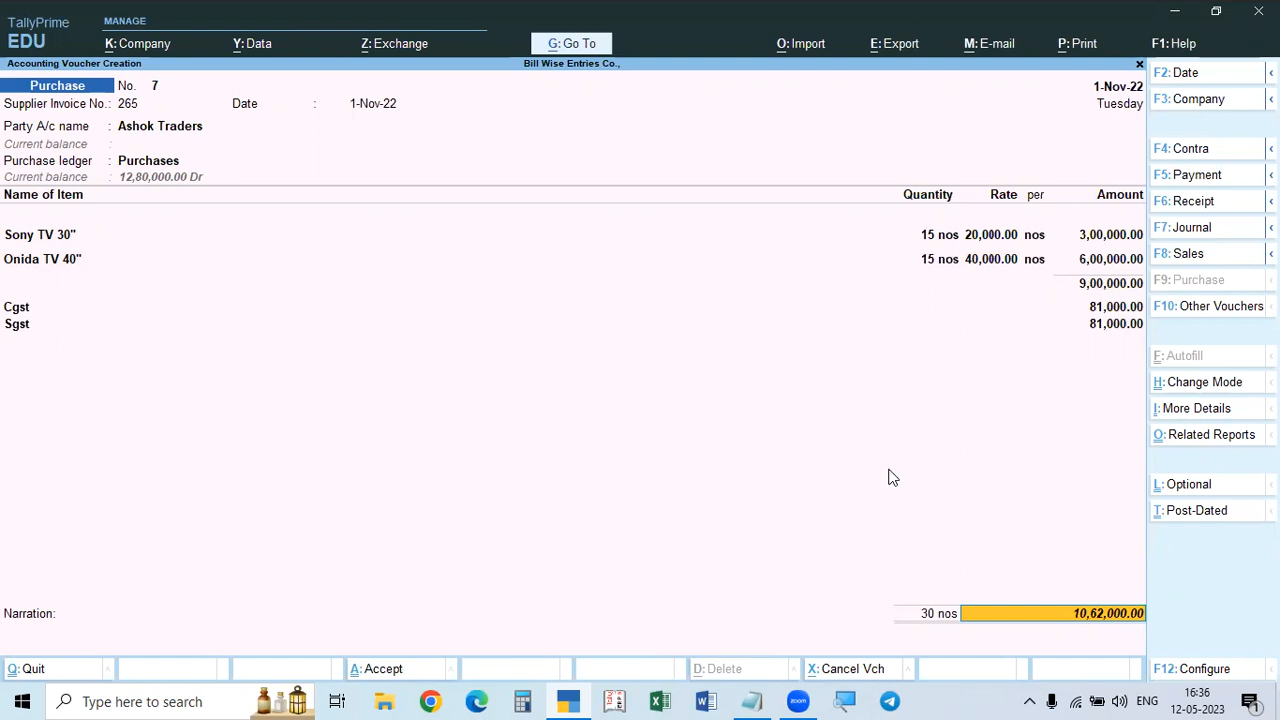 TallyPrime
EDU
MANAGE
K: Company
Y: Data
Z: Exchange
G: Go To
O: Import
E: Export
M: E-mail
P: Print
F1: Help
Accounting Voucher Creation
Bill Wise Entries Co.,
Purchase No. 7
1-Nov-22
Supplier Invoice No.: 265 Date : 1-Nov-22
Tuesday
Party A/c name : Ashok Traders
Current balance :
Purchase ledger : Purchases
Current balance : 12,80,000.00 Dr
Name of Item Quantity Rate per Amount
Sony TV 30" 15 nos 20,000.00 nos 3,00,000.00
Onida TV 40" 15 nos 40,000.00 nos 6,00,000.00
9,00,000.00
Cgst 81,000.00
Sgst 81,000.00
Narration: 30 nos 10,62,000.00
F2: Date
F3: Company
F4: Contra
F5: Payment
F6: Receipt
F7: Journal
F8: Sales
F9: Purchase
F10: Other Vouchers
F: Autofill
H: Change Mode
I: More Details
O: Related Reports
L: Optional
T: Post-Dated
Q: Quit
A: Accept
D: Delete
X: Cancel Vch
F12: Configure
Type here to search
zoom
ENG
16:36
12-05-2023
1